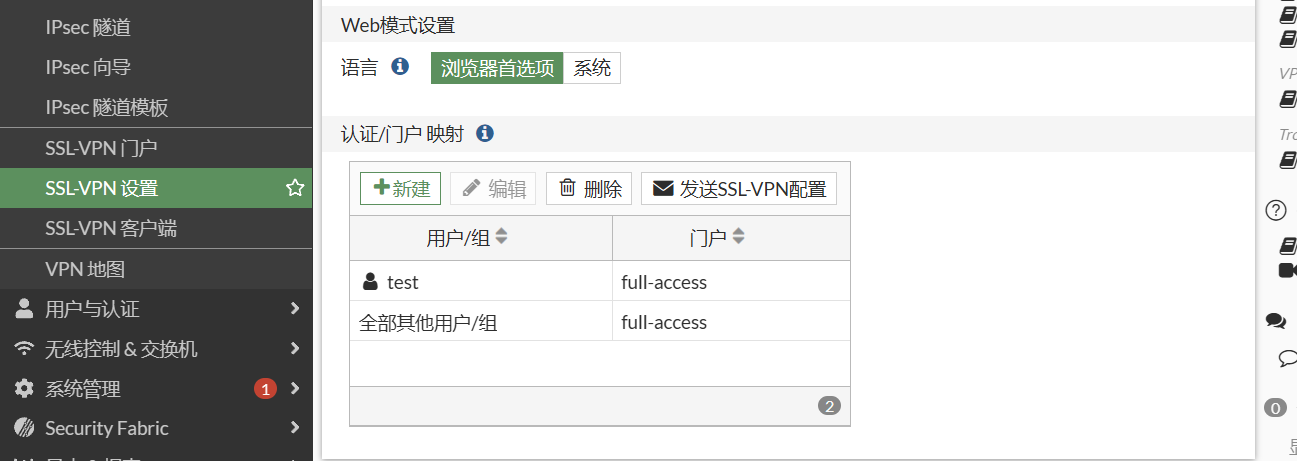 IPsec 隧道
IPsec 向导
IPsec 隧道模板
SSL-VPN 门户
SSL-VPN 设置
SSL-VPN 客户端
VPN 地图
用户与认证
无线控制 & 交换机
系统管理 1
Security Fabric
Web模式设置
语言 浏览器首选项 系统
认证/门户 映射
新建 编辑 删除 发送SSL-VPN配置
用户/组 门户
test full-access
全部其他用户/组 full-access
2
0